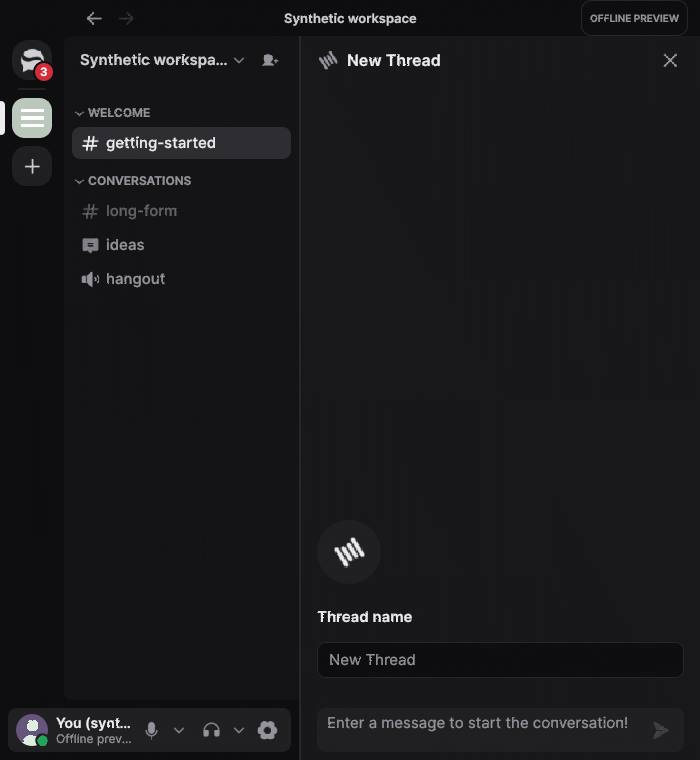 Synthetic workspace
OFFLINE PREVIEW
3
Synthetic workspa...
WELCOME
getting-started
CONVERSATIONS
long-form
ideas
hangout
You (synt...
Offline prev...
New Thread
Thread name
New Thread
Enter a message to start the conversation!